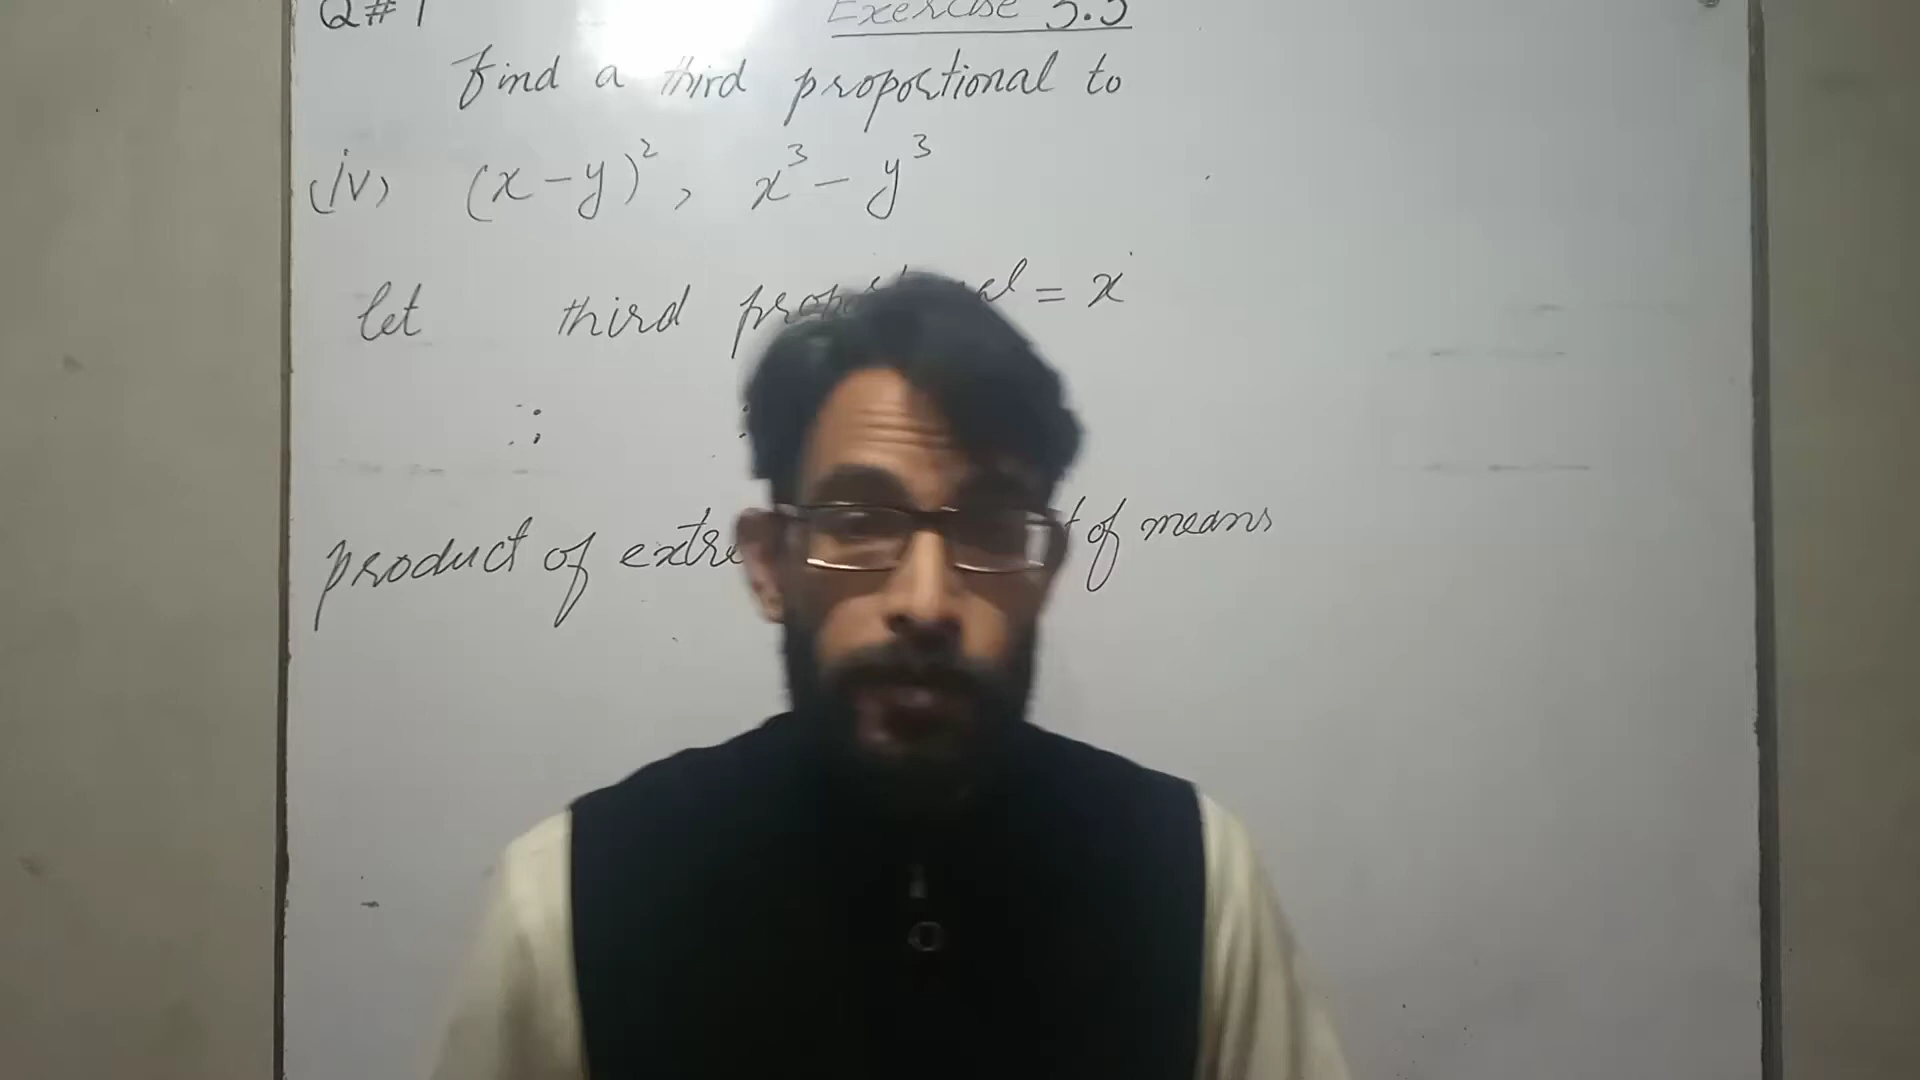 Q# 1 Exercise 3.3
find a third proportional to
(iv) (x-y)², x³-y³
let third = x
∴ :
product of of means